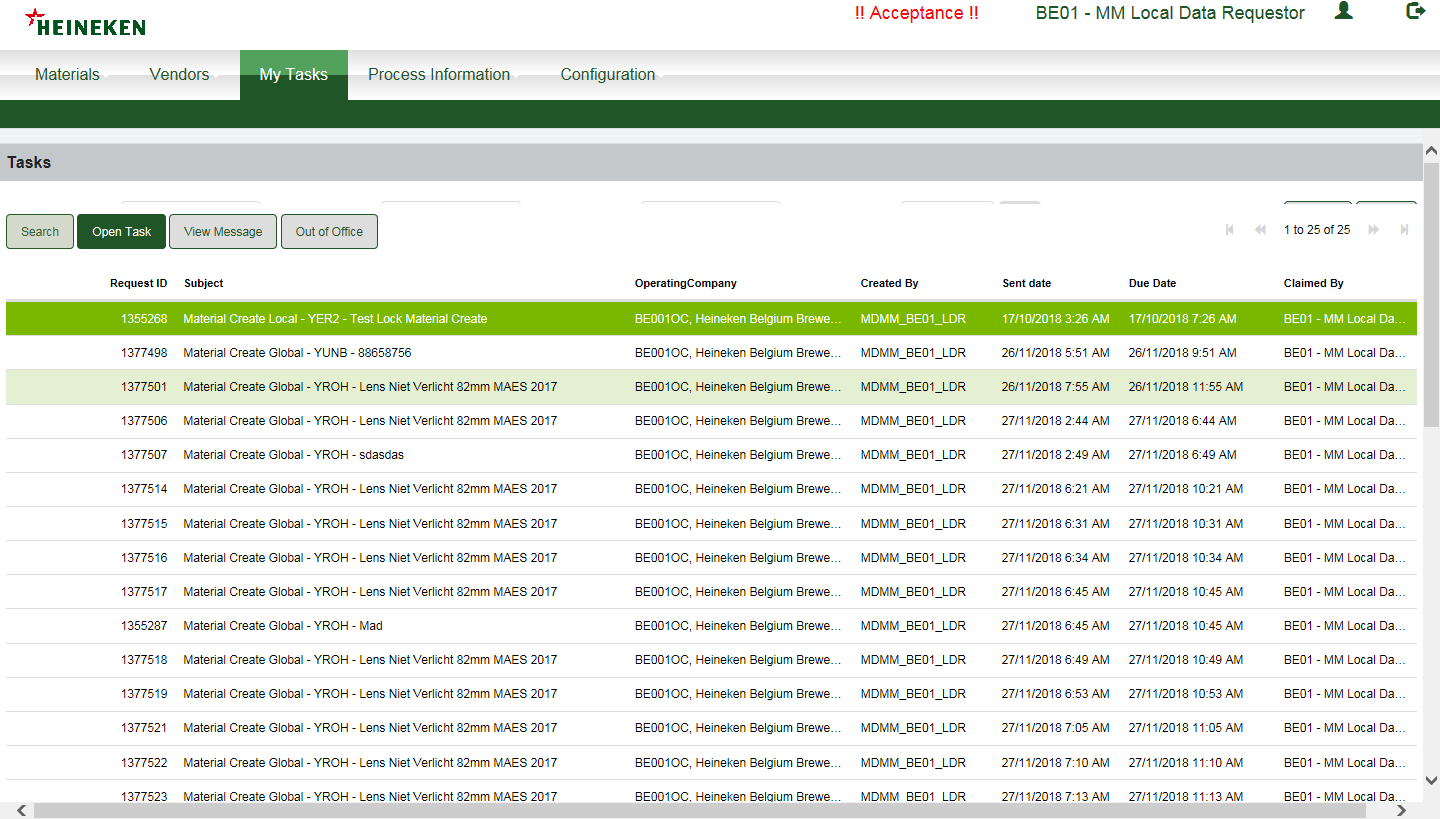 HEINEKEN
!! Acceptance !! BE01 - MM Local Data Requestor
Materials Vendors My Tasks Process Information Configuration
Tasks
Search Open Task View Message Out of Office 1 to 25 of 25
Request ID Subject OperatingCompany Created By Sent date Due Date Claimed By
1355268 Material Create Local - YER2 - Test Lock Material Create BE001OC, Heineken Belgium Brewe... MDMM_BE01_LDR 17/10/2018 3:26 AM 17/10/2018 7:26 AM BE01 - MM Local Da...
1377498 Material Create Global - YUNB - 88658756 BE001OC, Heineken Belgium Brewe... MDMM_BE01_LDR 26/11/2018 5:51 AM 26/11/2018 9:51 AM BE01 - MM Local Da...
1377501 Material Create Global - YROH - Lens Niet Verlicht 82mm MAES 2017 BE001OC, Heineken Belgium Brewe... MDMM_BE01_LDR 26/11/2018 7:55 AM 26/11/2018 11:55 AM BE01 - MM Local Da...
1377506 Material Create Global - YROH - Lens Niet Verlicht 82mm MAES 2017 BE001OC, Heineken Belgium Brewe... MDMM_BE01_LDR 27/11/2018 2:44 AM 27/11/2018 6:44 AM BE01 - MM Local Da...
1377507 Material Create Global - YROH - sdasdas BE001OC, Heineken Belgium Brewe... MDMM_BE01_LDR 27/11/2018 2:49 AM 27/11/2018 6:49 AM BE01 - MM Local Da...
1377514 Material Create Global - YROH - Lens Niet Verlicht 82mm MAES 2017 BE001OC, Heineken Belgium Brewe... MDMM_BE01_LDR 27/11/2018 6:21 AM 27/11/2018 10:21 AM BE01 - MM Local Da...
1377515 Material Create Global - YROH - Lens Niet Verlicht 82mm MAES 2017 BE001OC, Heineken Belgium Brewe... MDMM_BE01_LDR 27/11/2018 6:31 AM 27/11/2018 10:31 AM BE01 - MM Local Da...
1377516 Material Create Global - YROH - Lens Niet Verlicht 82mm MAES 2017 BE001OC, Heineken Belgium Brewe... MDMM_BE01_LDR 27/11/2018 6:34 AM 27/11/2018 10:34 AM BE01 - MM Local Da...
1377517 Material Create Global - YROH - Lens Niet Verlicht 82mm MAES 2017 BE001OC, Heineken Belgium Brewe... MDMM_BE01_LDR 27/11/2018 6:45 AM 27/11/2018 10:45 AM BE01 - MM Local Da...
1355287 Material Create Global - YROH - Mad BE001OC, Heineken Belgium Brewe... MDMM_BE01_LDR 27/11/2018 6:45 AM 27/11/2018 10:45 AM BE01 - MM Local Da...
1377518 Material Create Global - YROH - Lens Niet Verlicht 82mm MAES 2017 BE001OC, Heineken Belgium Brewe... MDMM_BE01_LDR 27/11/2018 6:49 AM 27/11/2018 10:49 AM BE01 - MM Local Da...
1377519 Material Create Global - YROH - Lens Niet Verlicht 82mm MAES 2017 BE001OC, Heineken Belgium Brewe... MDMM_BE01_LDR 27/11/2018 6:53 AM 27/11/2018 10:53 AM BE01 - MM Local Da...
1377521 Material Create Global - YROH - Lens Niet Verlicht 82mm MAES 2017 BE001OC, Heineken Belgium Brewe... MDMM_BE01_LDR 27/11/2018 7:05 AM 27/11/2018 11:05 AM BE01 - MM Local Da...
1377522 Material Create Global - YROH - Lens Niet Verlicht 82mm MAES 2017 BE001OC, Heineken Belgium Brewe... MDMM_BE01_LDR 27/11/2018 7:10 AM 27/11/2018 11:10 AM BE01 - MM Local Da...
1377523 Material Create Global - YROH - Lens Niet Verlicht 82mm MAES 2017 BE001OC, Heineken Belgium Brewe... MDMM_BE01_LDR 27/11/2018 7:13 AM 27/11/2018 11:13 AM BE01 - MM Local Da...